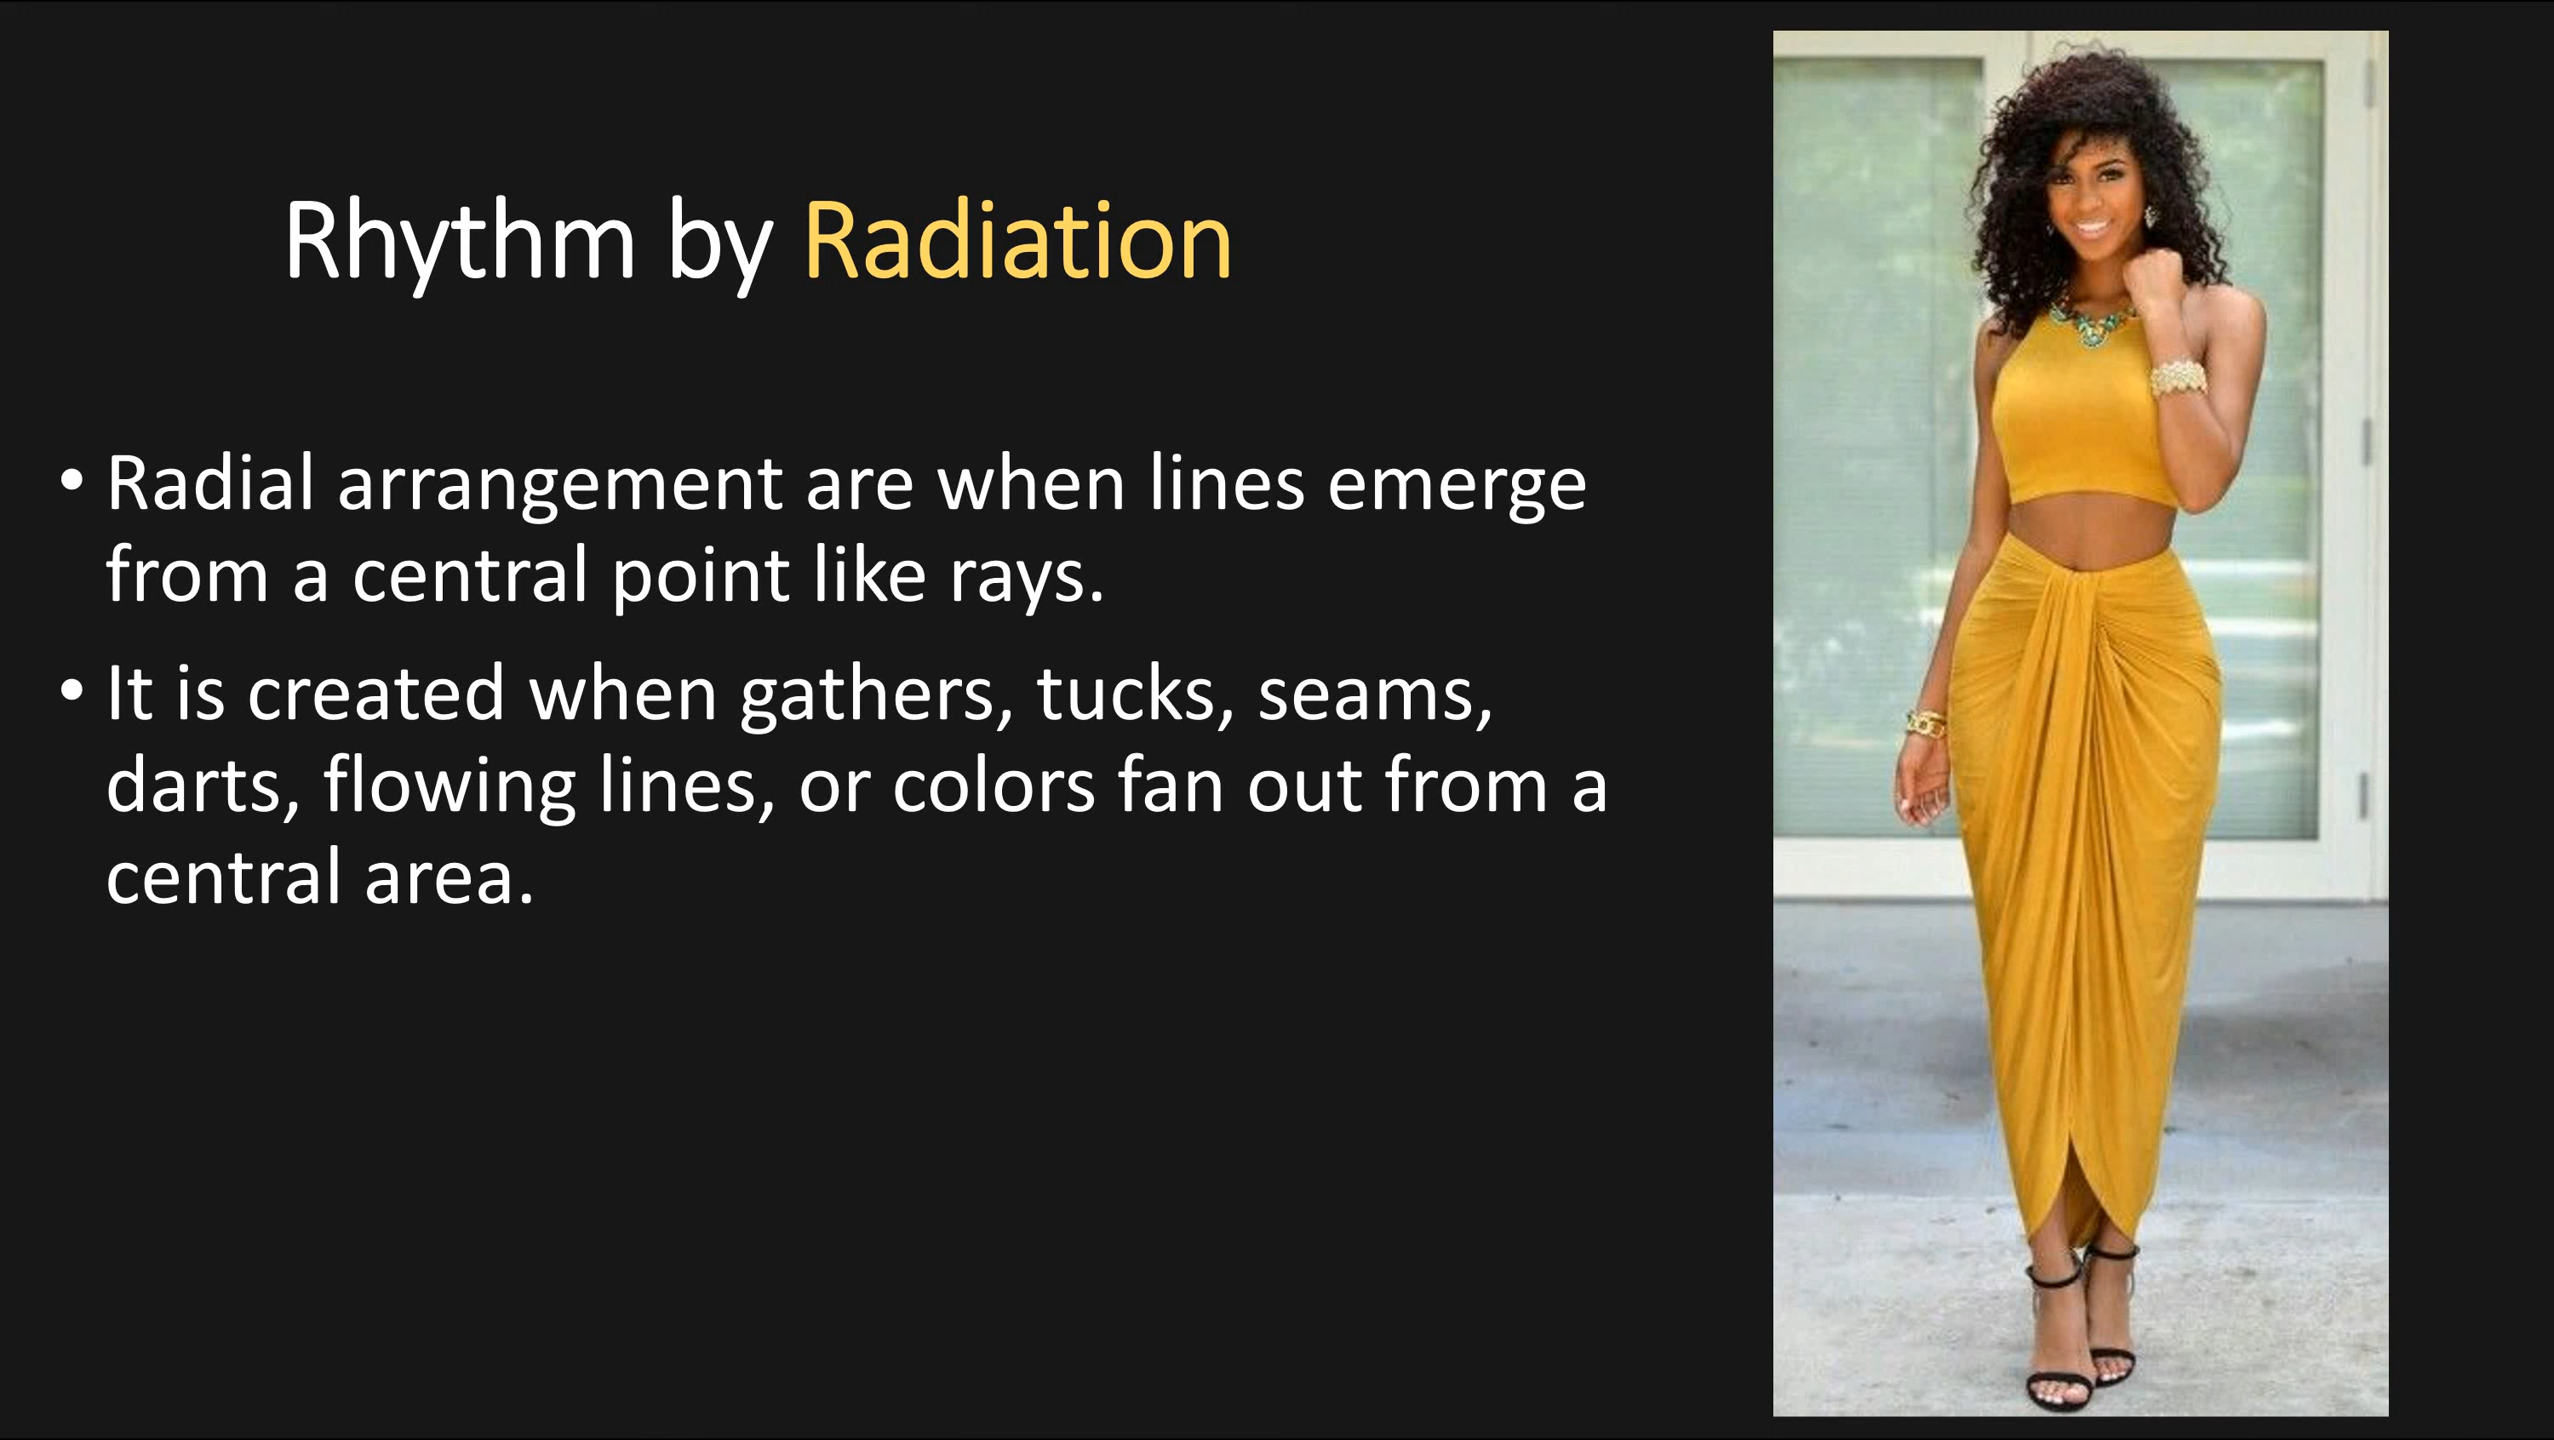 Rhythm by Radiation
• Radial arrangement are when lines emerge
from a central point like rays.
• It is created when gathers, tucks, seams,
darts, flowing lines, or colors fan out from a
central area.